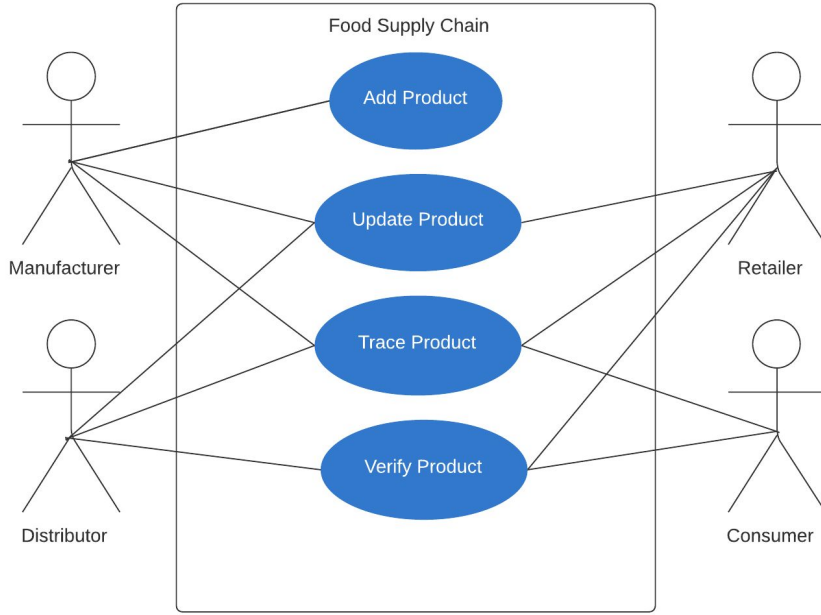 Food Supply Chain
Add Product
Update Product
Manufacturer
Retailer
Trace Product
Verify Product
Distributor
Consumer